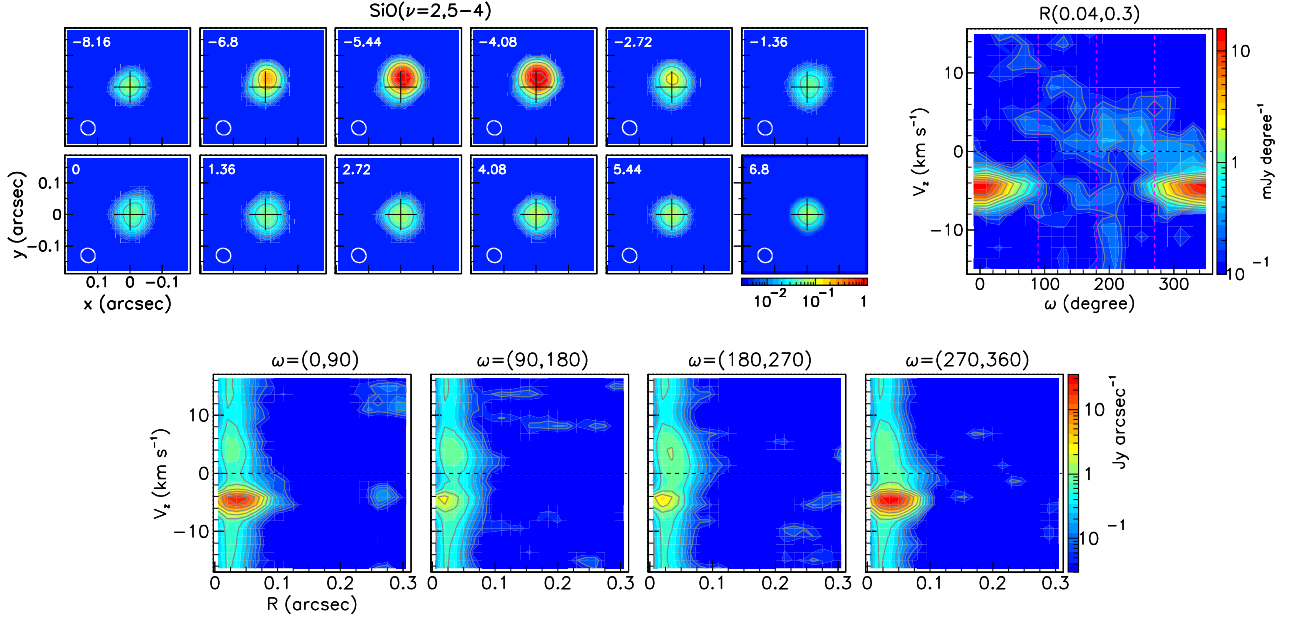 SiO(ν=2,5−4)
−8.16
−6.8
−5.44
−4.08
−2.72
−1.36
0
1.36
2.72
4.08
5.44
6.8
0.1
0
−0.1
y (arcsec)
0.1 0 −0.1
x (arcsec)
10⁻² 10⁻¹ 1
R(0.04,0.3)
10
0
−10
Vz (km s⁻¹)
0 100 200 300
ω (degree)
10
1
10⁻¹
mJy degree⁻¹
ω=(0,90)
ω=(90,180)
ω=(180,270)
ω=(270,360)
10
0
−10
Vz (km s⁻¹)
0 0.1 0.2 0.3
R (arcsec)
0 0.1 0.2 0.3
0 0.1 0.2 0.3
0 0.1 0.2 0.3
10
1
10⁻¹
Jy arcsec⁻¹